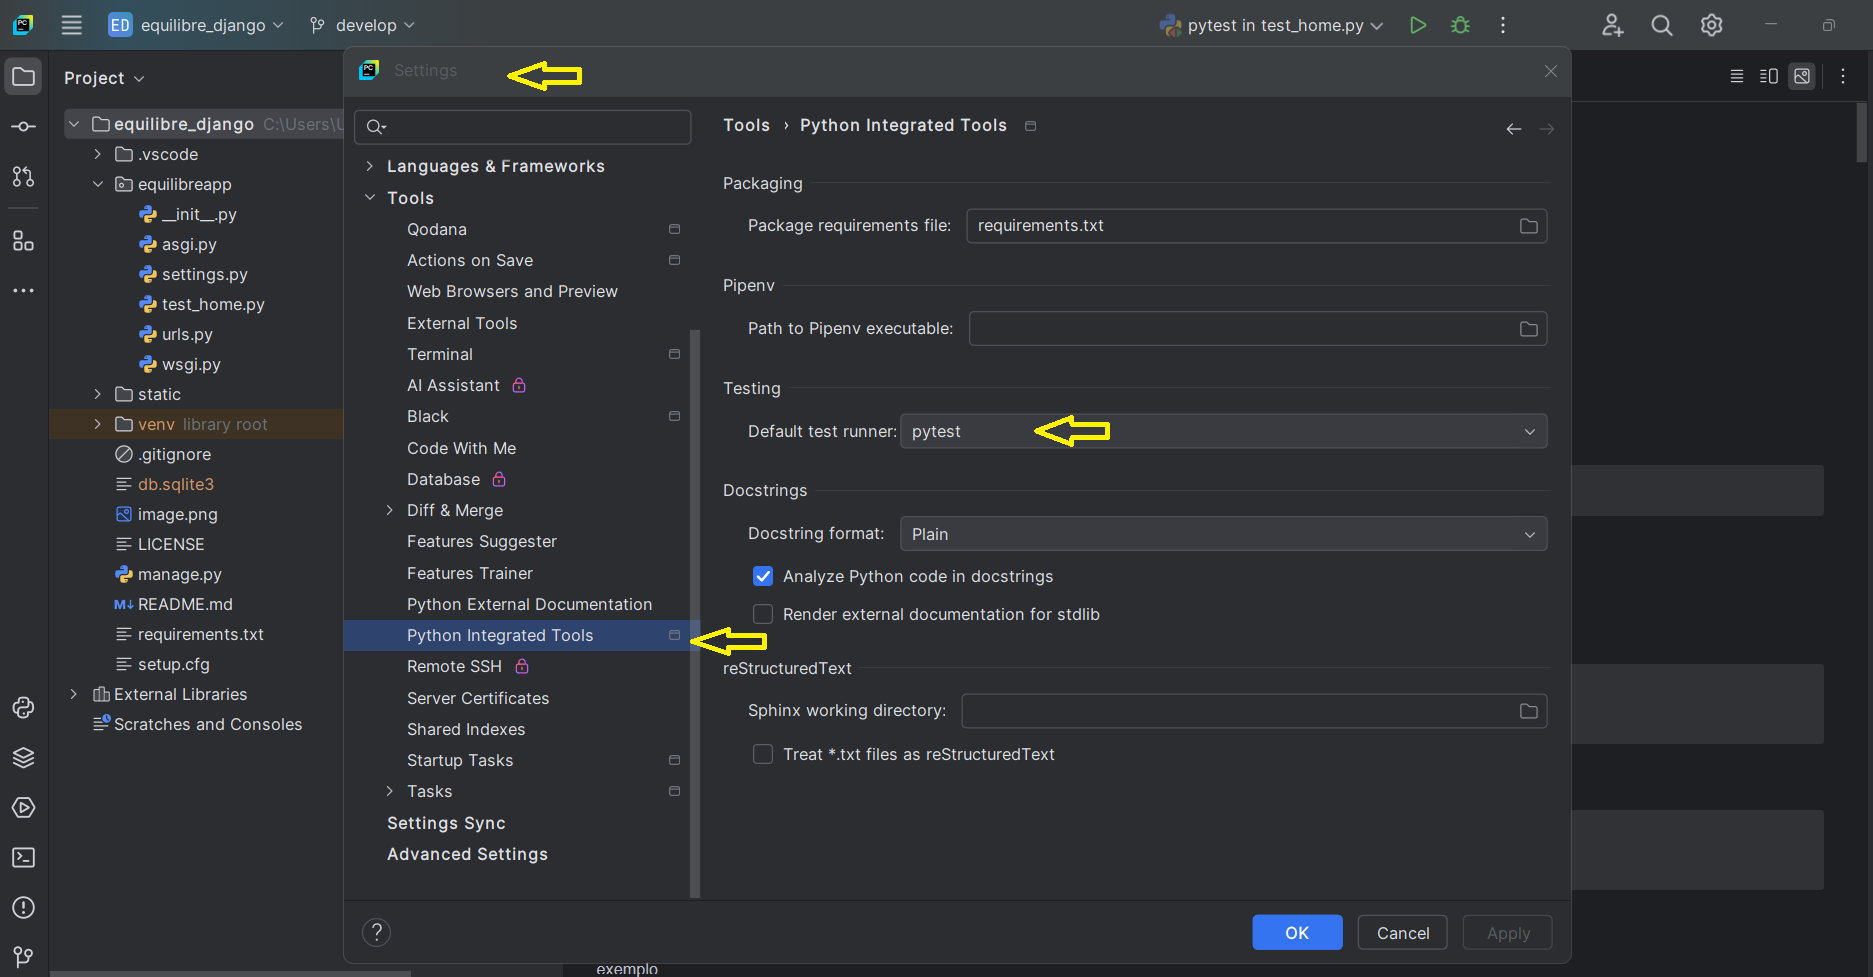 PC
ED equilibre_django
develop
pytest in test_home.py
Project
equilibre_django C:\Users\
.vscode
equilibreapp
__init__.py
asgi.py
settings.py
test_home.py
urls.py
wsgi.py
static
venv library root
.gitignore
db.sqlite3
image.png
LICENSE
manage.py
M↓ README.md
requirements.txt
setup.cfg
External Libraries
Scratches and Consoles
PC Settings
Languages & Frameworks
Tools
Qodana
Actions on Save
Web Browsers and Preview
External Tools
Terminal
AI Assistant
Black
Code With Me
Database
Diff & Merge
Features Suggester
Features Trainer
Python External Documentation
Python Integrated Tools
Remote SSH
Server Certificates
Shared Indexes
Startup Tasks
Tasks
Settings Sync
Advanced Settings
Tools › Python Integrated Tools
Packaging
Package requirements file: requirements.txt
Pipenv
Path to Pipenv executable:
Testing
Default test runner: pytest
Docstrings
Docstring format: Plain
Analyze Python code in docstrings
Render external documentation for stdlib
reStructuredText
Sphinx working directory:
Treat *.txt files as reStructuredText
?
OK
Cancel
Apply
exemplo